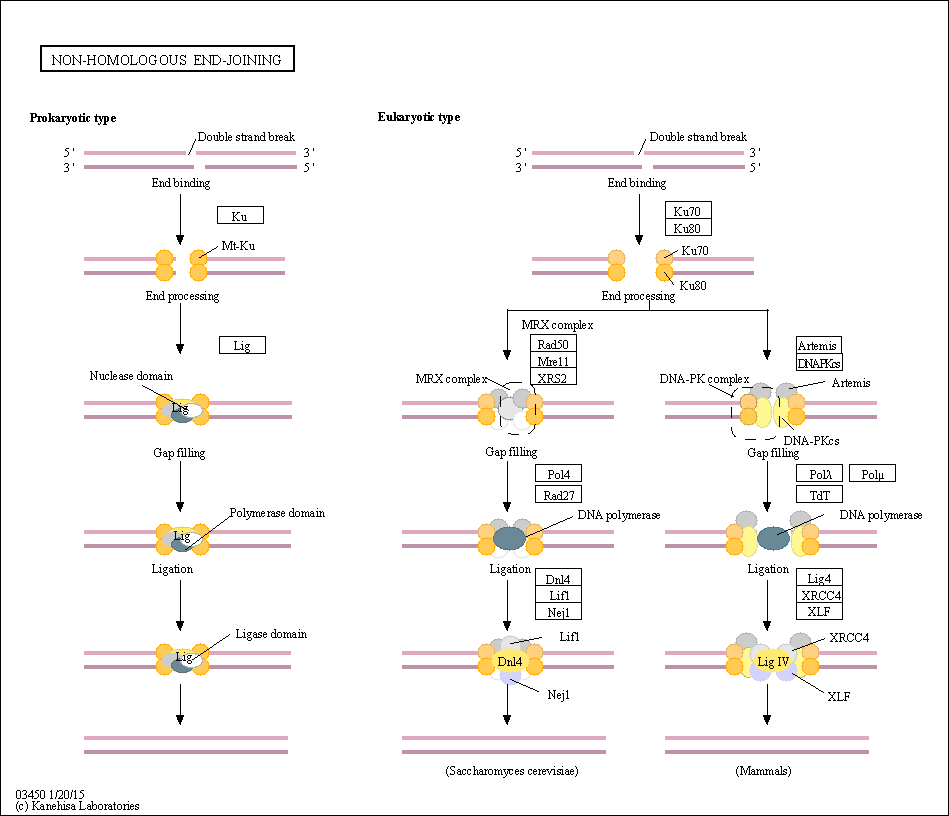 NON-HOMOLOGOUS END-JOINING
Prokaryotic type
Double strand break
5'
3'
3'
5'
End binding
Ku
Mt-Ku
End processing
Lig
Nuclease domain
Lig
Gap filling
Polymerase domain
Lig
Ligation
Ligase domain
Lig
Eukaryotic type
Double strand break
5'
3'
3'
5'
End binding
Ku70
Ku80
Ku70
Ku80
End processing
MRX complex
Rad50
Mre11
XRS2
MRX complex
Gap filling
Pol4
Rad27
DNA polymerase
Ligation
Dnl4
Lif1
Nej1
Lif1
Dnl4
Nej1
(Saccharomyces cerevisiae)
Artemis
DNAPKcs
DNA-PK complex
Artemis
DNA-PKcs
Gap filling
Polλ
Polμ
TdT
DNA polymerase
Ligation
Lig4
XRCC4
XLF
XRCC4
Lig IV
XLF
(Mammals)
03450 1/20/15
(c) Kanehisa Laboratories